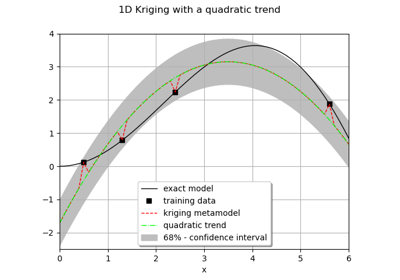 1D Kriging with a quadratic trend
4
3
2
1
0
−1
−2
exact model
training data
kriging metamodel
quadratic trend
68% - confidence interval
0 1 2 3 4 5 6
x